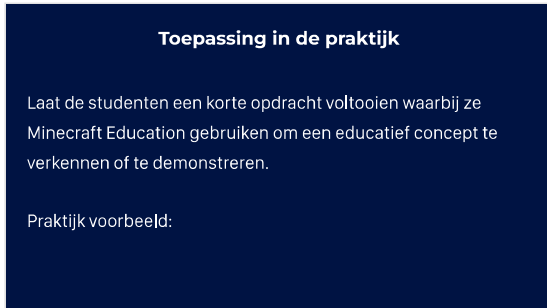 Toepassing in de praktijk
Laat de studenten een korte opdracht voltooien waarbij ze
Minecraft Education gebruiken om een educatief concept te
verkennen of te demonstreren.
Praktijk voorbeeld: